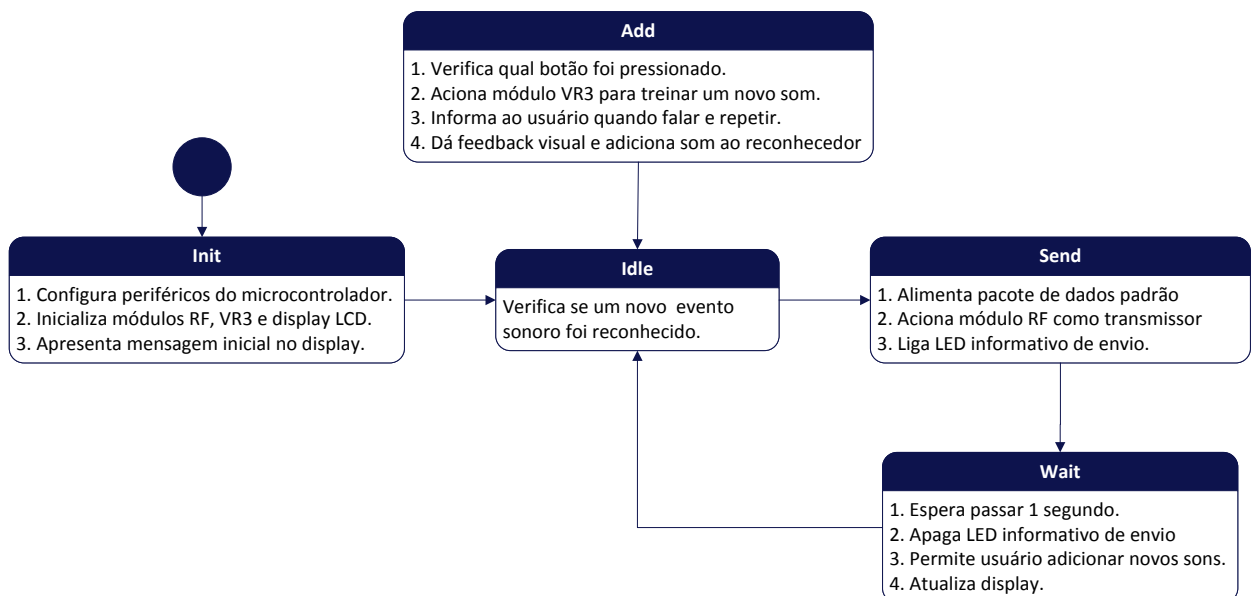 Add
1. Verifica qual botão foi pressionado.
2. Aciona módulo VR3 para treinar um novo som.
3. Informa ao usuário quando falar e repetir.
4. Dá feedback visual e adiciona som ao reconhecedor
Init
1. Configura periféricos do microcontrolador.
2. Inicializa módulos RF, VR3 e display LCD.
3. Apresenta mensagem inicial no display.
Idle
Verifica se um novo evento
sonoro foi reconhecido.
Send
1. Alimenta pacote de dados padrão
2. Aciona módulo RF como transmissor
3. Liga LED informativo de envio.
Wait
1. Espera passar 1 segundo.
2. Apaga LED informativo de envio
3. Permite usuário adicionar novos sons.
4. Atualiza display.